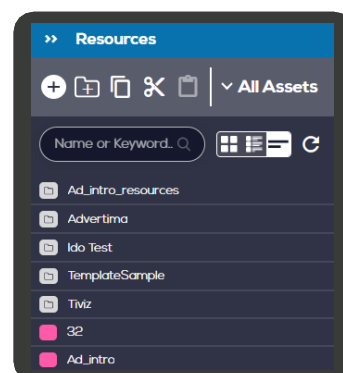 Resources
All Assets
Name or Keyword..
Ad_intro_resources
Advertima
Ido Test
TemplateSample
Tiviz
32
Ad_intro